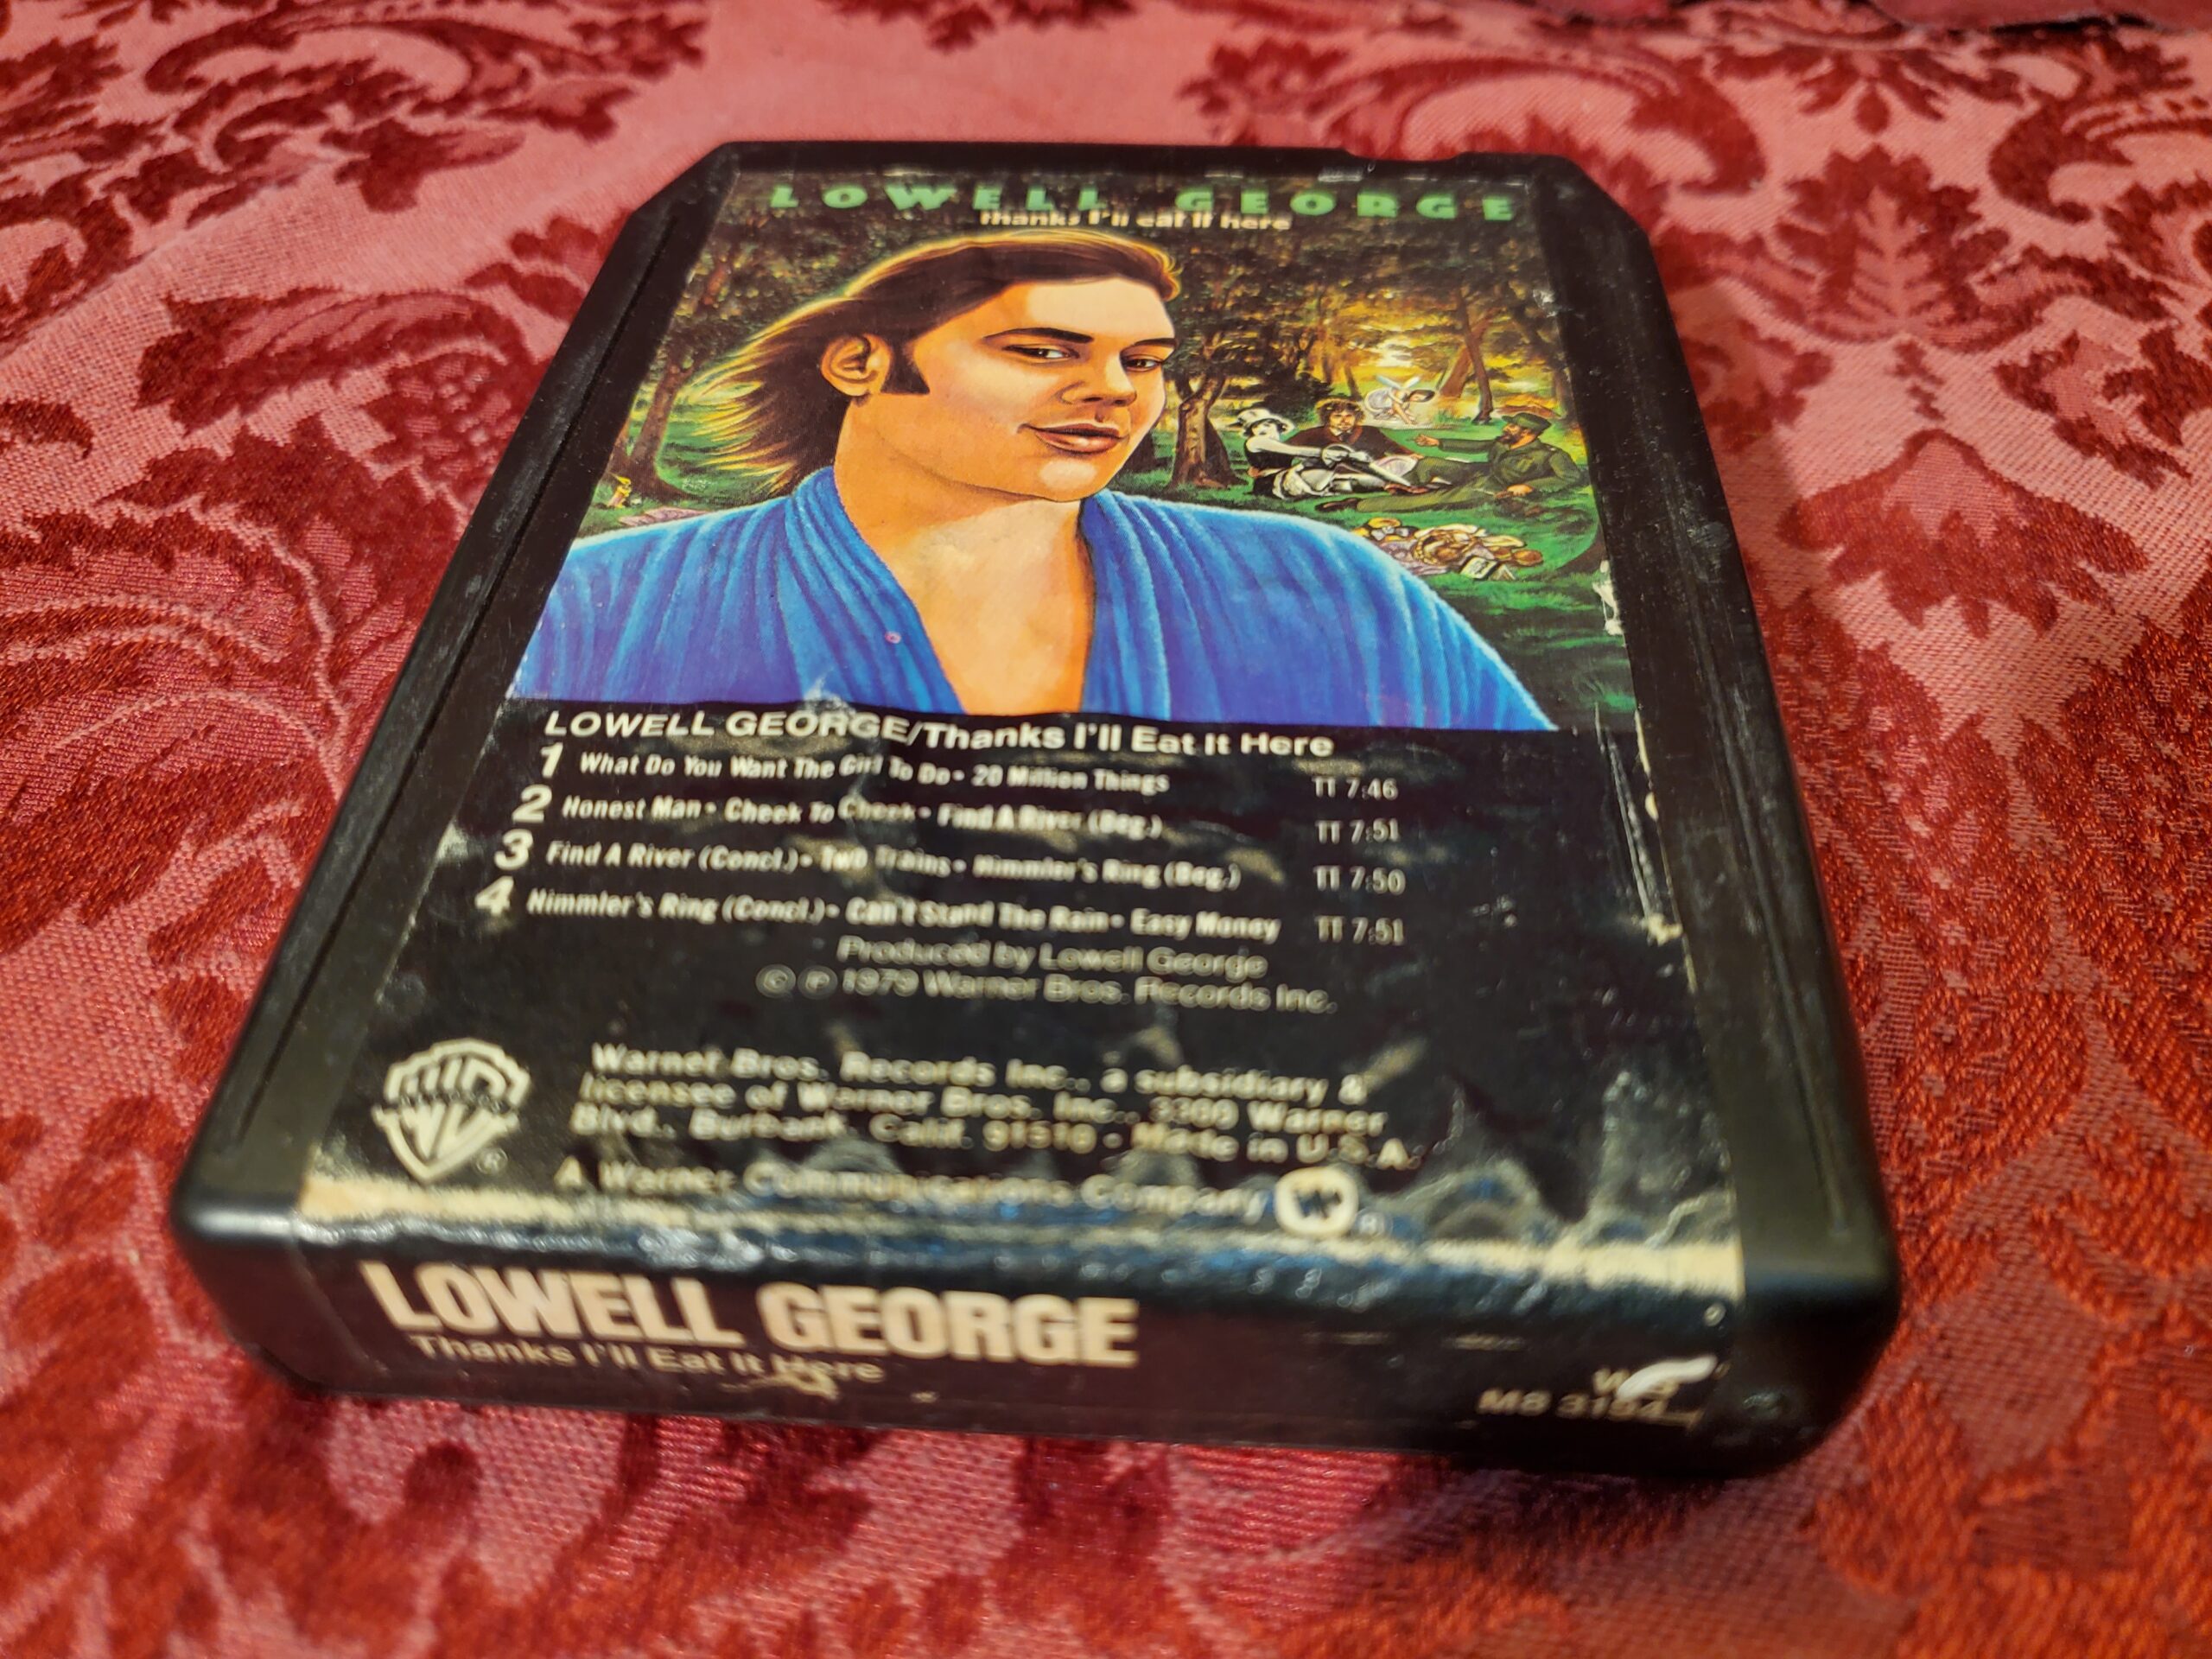 LOWELL GEORGE
thanks I'll eat it here
LOWELL GEORGE/Thanks I'll Eat It Here
1 What Do You Want The Girl To Do • 20 Million Things TT 7:46
2 Honest Man • Cheek To Cheek • Find A River (Beg.) TT 7:51
3 Find A River (Concl.) • Two Trains • Himmler's Ring (Beg.) TT 7:50
4 Himmler's Ring (Concl.) • Can't Stand The Rain • Easy Money TT 7:51
Produced by Lowell George
© ℗ 1979 Warner Bros. Records Inc.
Warner Bros. Records Inc., a subsidiary &
licensee of Warner Bros. Inc., 3300 Warner
Blvd., Burbank, Calif. 91510 • Made in U.S.A.
A Warner Communications Company ®
LOWELL GEORGE
Thanks I'll Eat It Here
M8 3194